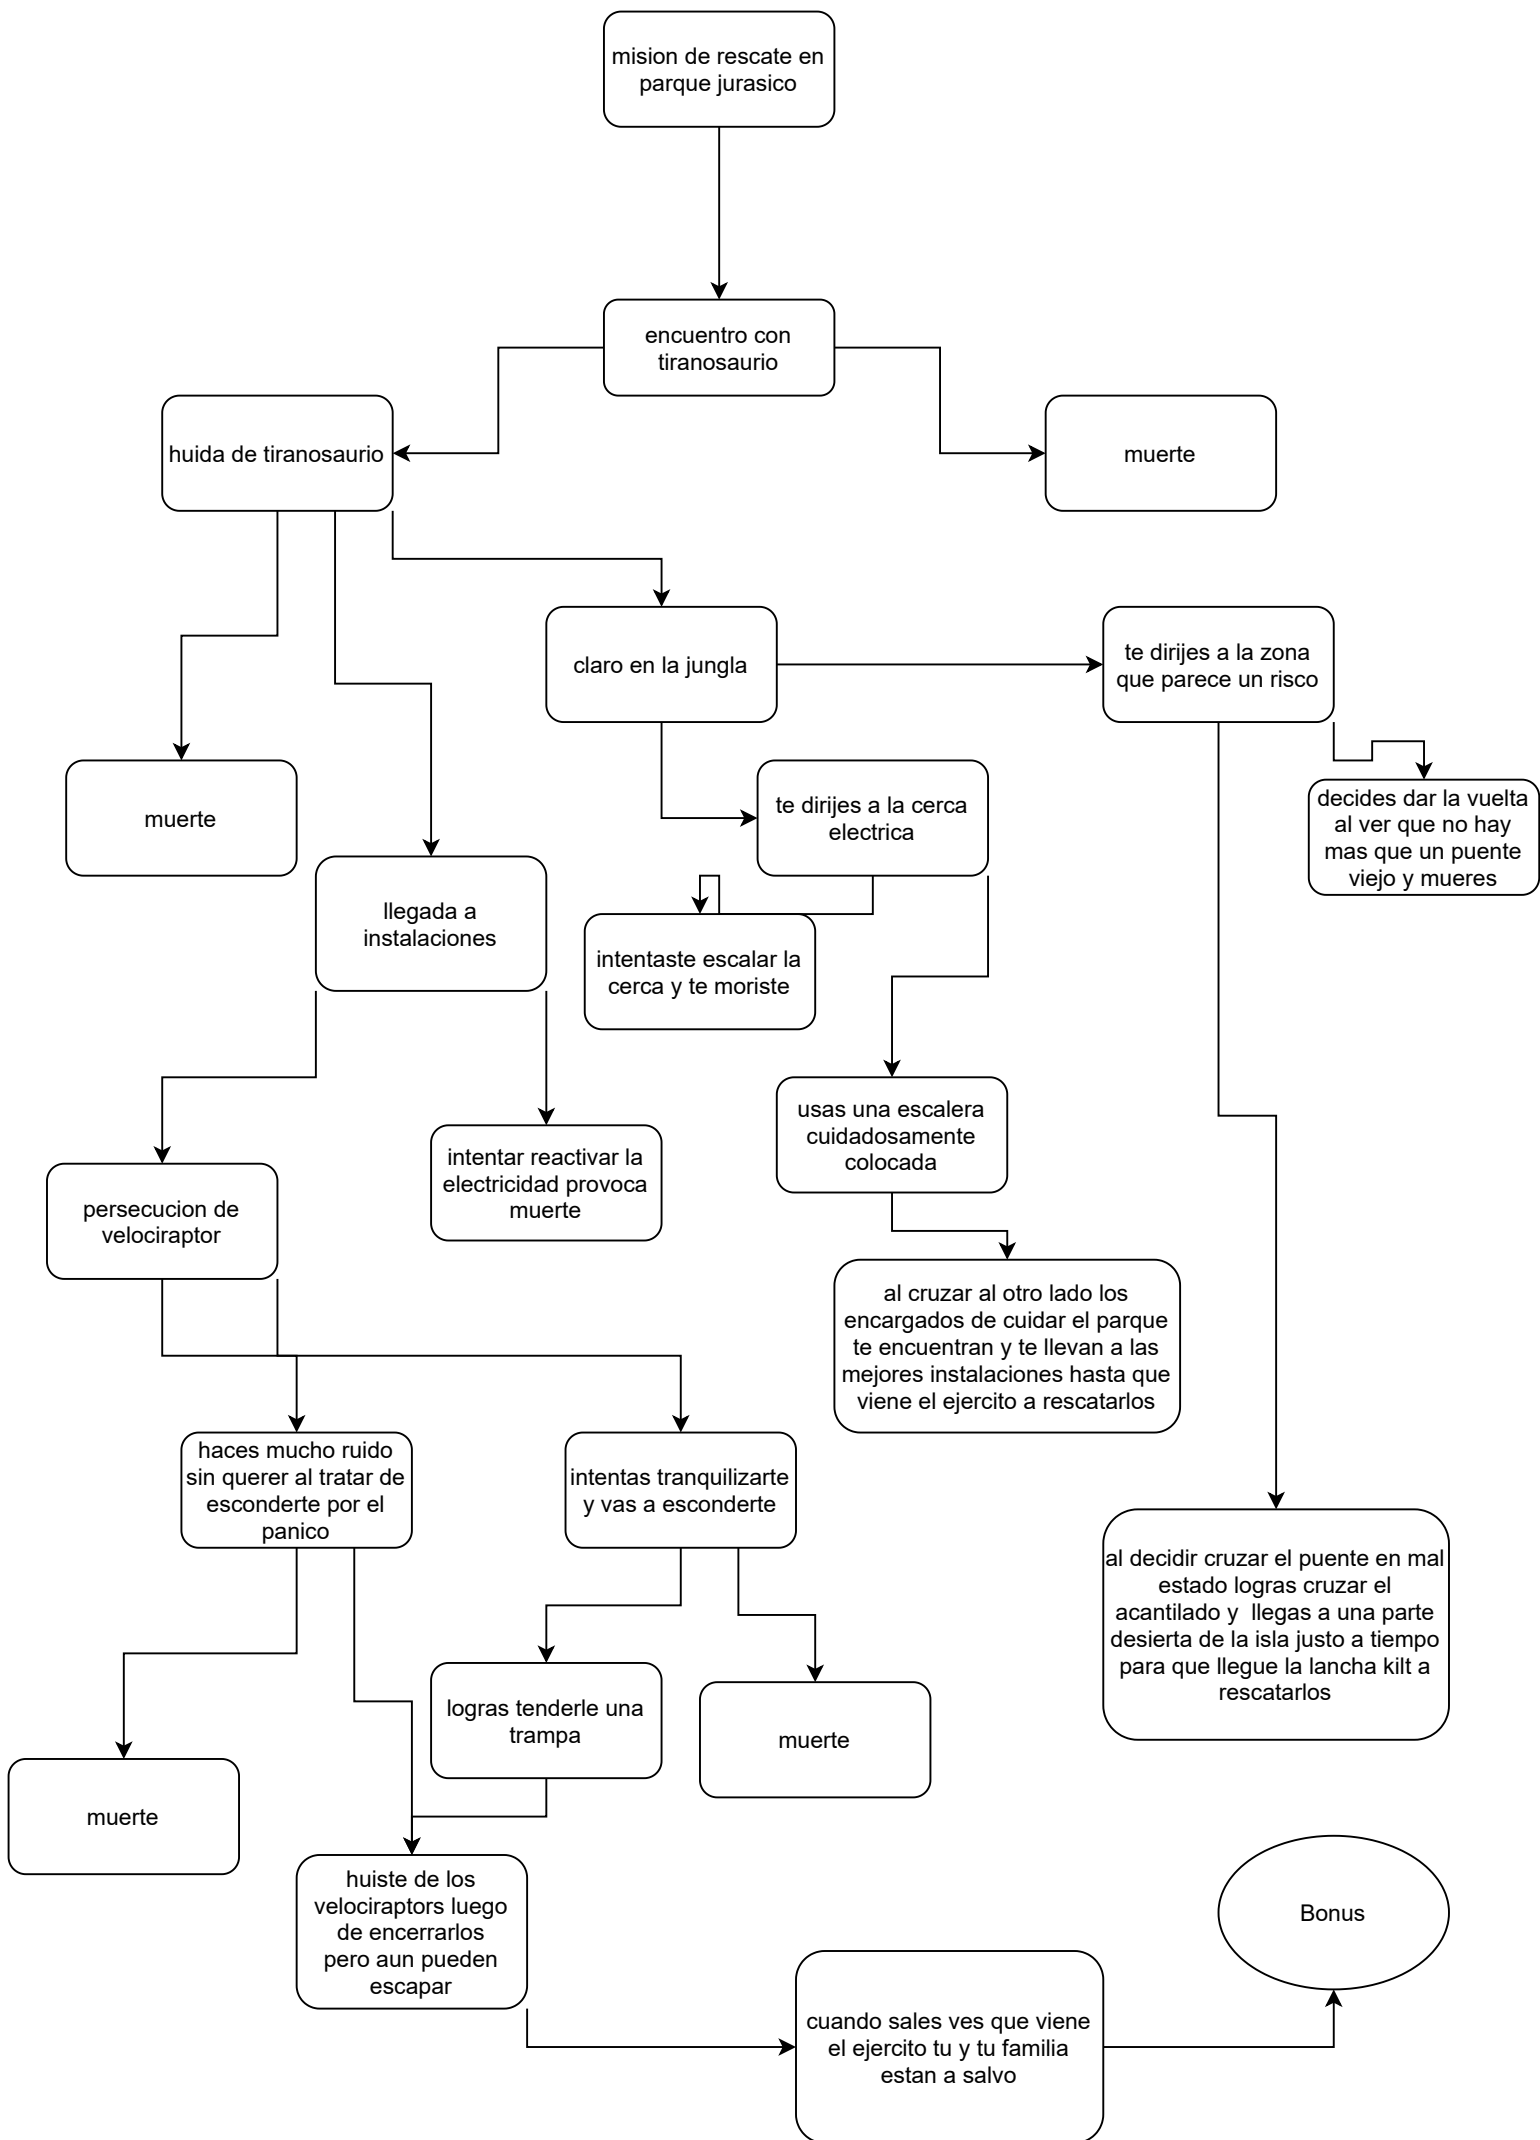 mision de rescate en
parque jurasico
encuentro con
tiranosaurio
huida de tiranosaurio
muerte
claro en la jungla
te dirijes a la zona
que parece un risco
muerte
te dirijes a la cerca
electrica
decides dar la vuelta
al ver que no hay
mas que un puente
viejo y mueres
llegada a
instalaciones
intentaste escalar la
cerca y te moriste
usas una escalera
cuidadosamente
colocada
intentar reactivar la
electricidad provoca
muerte
persecucion de
velociraptor
al cruzar al otro lado los
encargados de cuidar el parque
te encuentran y te llevan a las
mejores instalaciones hasta que
viene el ejercito a rescatarlos
haces mucho ruido
sin querer al tratar de
esconderte por el
panico
intentas tranquilizarte
y vas a esconderte
al decidir cruzar el puente en mal
estado logras cruzar el
acantilado y  llegas a una parte
desierta de la isla justo a tiempo
para que llegue la lancha kilt a
rescatarlos
logras tenderle una
trampa
muerte
muerte
huiste de los
velociraptors luego
de encerrarlos
pero aun pueden
escapar
Bonus
cuando sales ves que viene
el ejercito tu y tu familia
estan a salvo